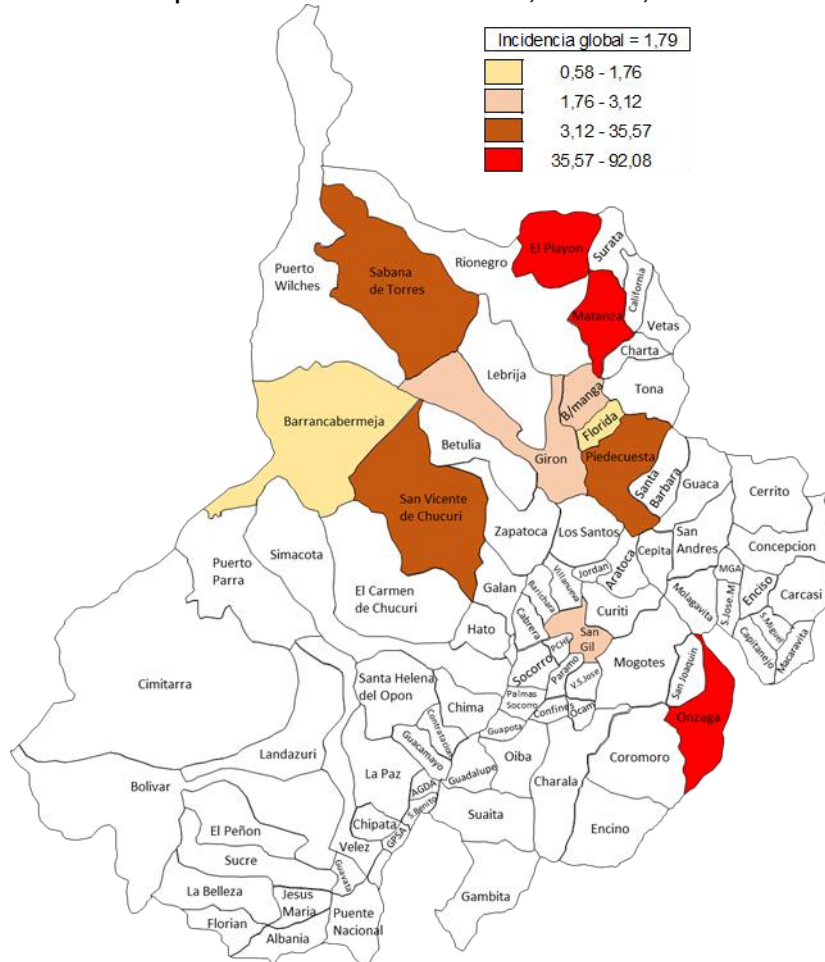 Incidencia global = 1,79
0,58 - 1,76
1,76 - 3,12
3,12 - 35,57
35,57 - 92,08
El Playon
Surata
Rionegro
Puerto
Wilches
Sabana
de Torres
California
Matanza
Vetas
Charta
Lebrija
Tona
B/manga
Barrancabermeja
Florida
Betulia
Giron
Piedecuesta
Santa
Barbara
Guaca
Cerrito
San Vicente
de Chucuri
Zapatoca
Los Santos
San
Andres
Simacota
Cepita
Concepcion
Puerto
Parra
Aratoca
Jordan
MGA
Villanueva
Enciso
El Carmen
de Chucuri
Galan
Barichara
Molagavita
S.Jose.MI
Carcasi
Curiti
Cabrera
S.Miguel
Hato
San
Gil
Capitanejo
Macaravita
PCHE
Socorro
Mogotes
Paramo
San Joaquin
Cimitarra
Santa Helena
del Opon
V.S.Jose
Palmas
Socorro
Chima
Confines
Ocam
Onzaga
Contratacion
Guapota
Landazuri
Guacamayo
Oiba
Coromoro
La Paz
Guadalupe
Charala
Bolivar
AGDA
S.Benito
Suaita
Chipata
El Peñon
GPSA
Encino
Velez
Sucre
Guavata
La Belleza
Jesus
Maria
Gambita
Florian
Puente
Nacional
Albania